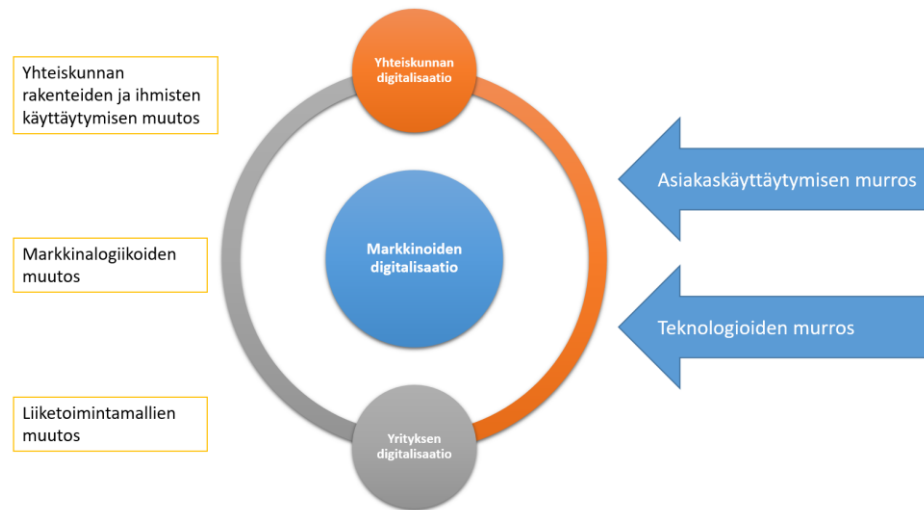 Yhteiskunnan
rakenteiden ja ihmisten
käyttäytymisen muutos
Markkinalogiikoiden
muutos
Liiketoimintamallien
muutos
Yhteiskunnan
digitalisaatio
Markkinoiden
digitalisaatio
Yrityksen
digitalisaatio
Asiakaskäyttäytymisen murros
Teknologioiden murros